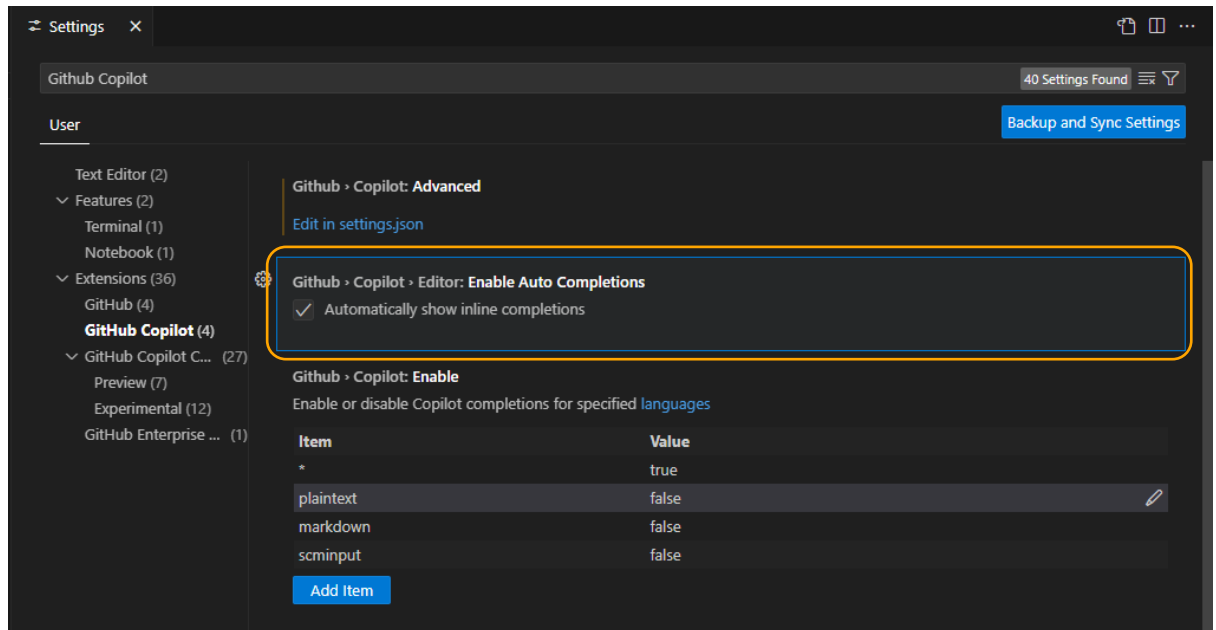 Settings
Github Copilot
40 Settings Found
User
Backup and Sync Settings
Text Editor (2)
Features (2)
Terminal (1)
Notebook (1)
Extensions (36)
GitHub (4)
GitHub Copilot (4)
GitHub Copilot C... (27)
Preview (7)
Experimental (12)
GitHub Enterprise ... (1)
Github › Copilot: Advanced
Edit in settings.json
Github › Copilot › Editor: Enable Auto Completions
Automatically show inline completions
Github › Copilot: Enable
Enable or disable Copilot completions for specified languages
Item Value
* true
plaintext false
markdown false
scminput false
Add Item